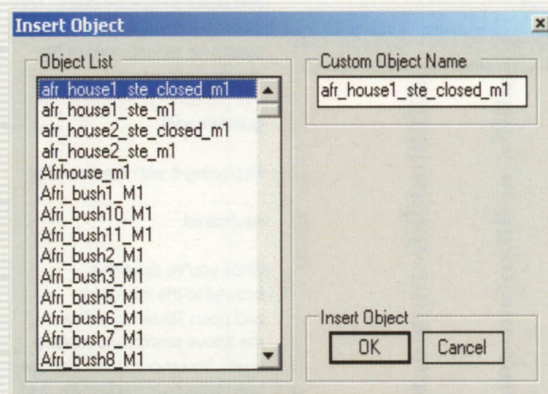 Insert Object
Object List
afr_house1_ste_closed_m1
afr_house1_ste_m1
afr_house2_ste_closed_m1
afr_house2_ste_m1
Afrhouse_m1
Afri_bush1_M1
Afri_bush10_M1
Afri_bush11_M1
Afri_bush2_M1
Afri_bush3_M1
Afri_bush5_M1
Afri_bush6_M1
Afri_bush7_M1
Afri_bush8_M1
Custom Object Name
afr_house1_ste_closed_m1
Insert Object
OK
Cancel